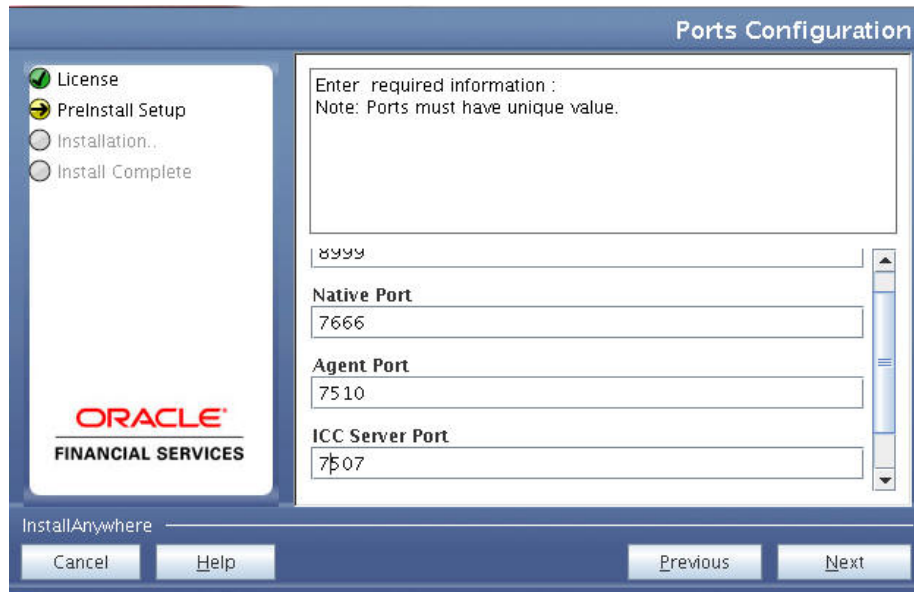 Ports Configuration
License
PreInstall Setup
Installation..
Install Complete
ORACLE
FINANCIAL SERVICES
Enter required information :
Note: Ports must have unique value.
8999
Native Port
7666
Agent Port
7510
ICC Server Port
7507
InstallAnywhere
Cancel
Help
Previous
Next